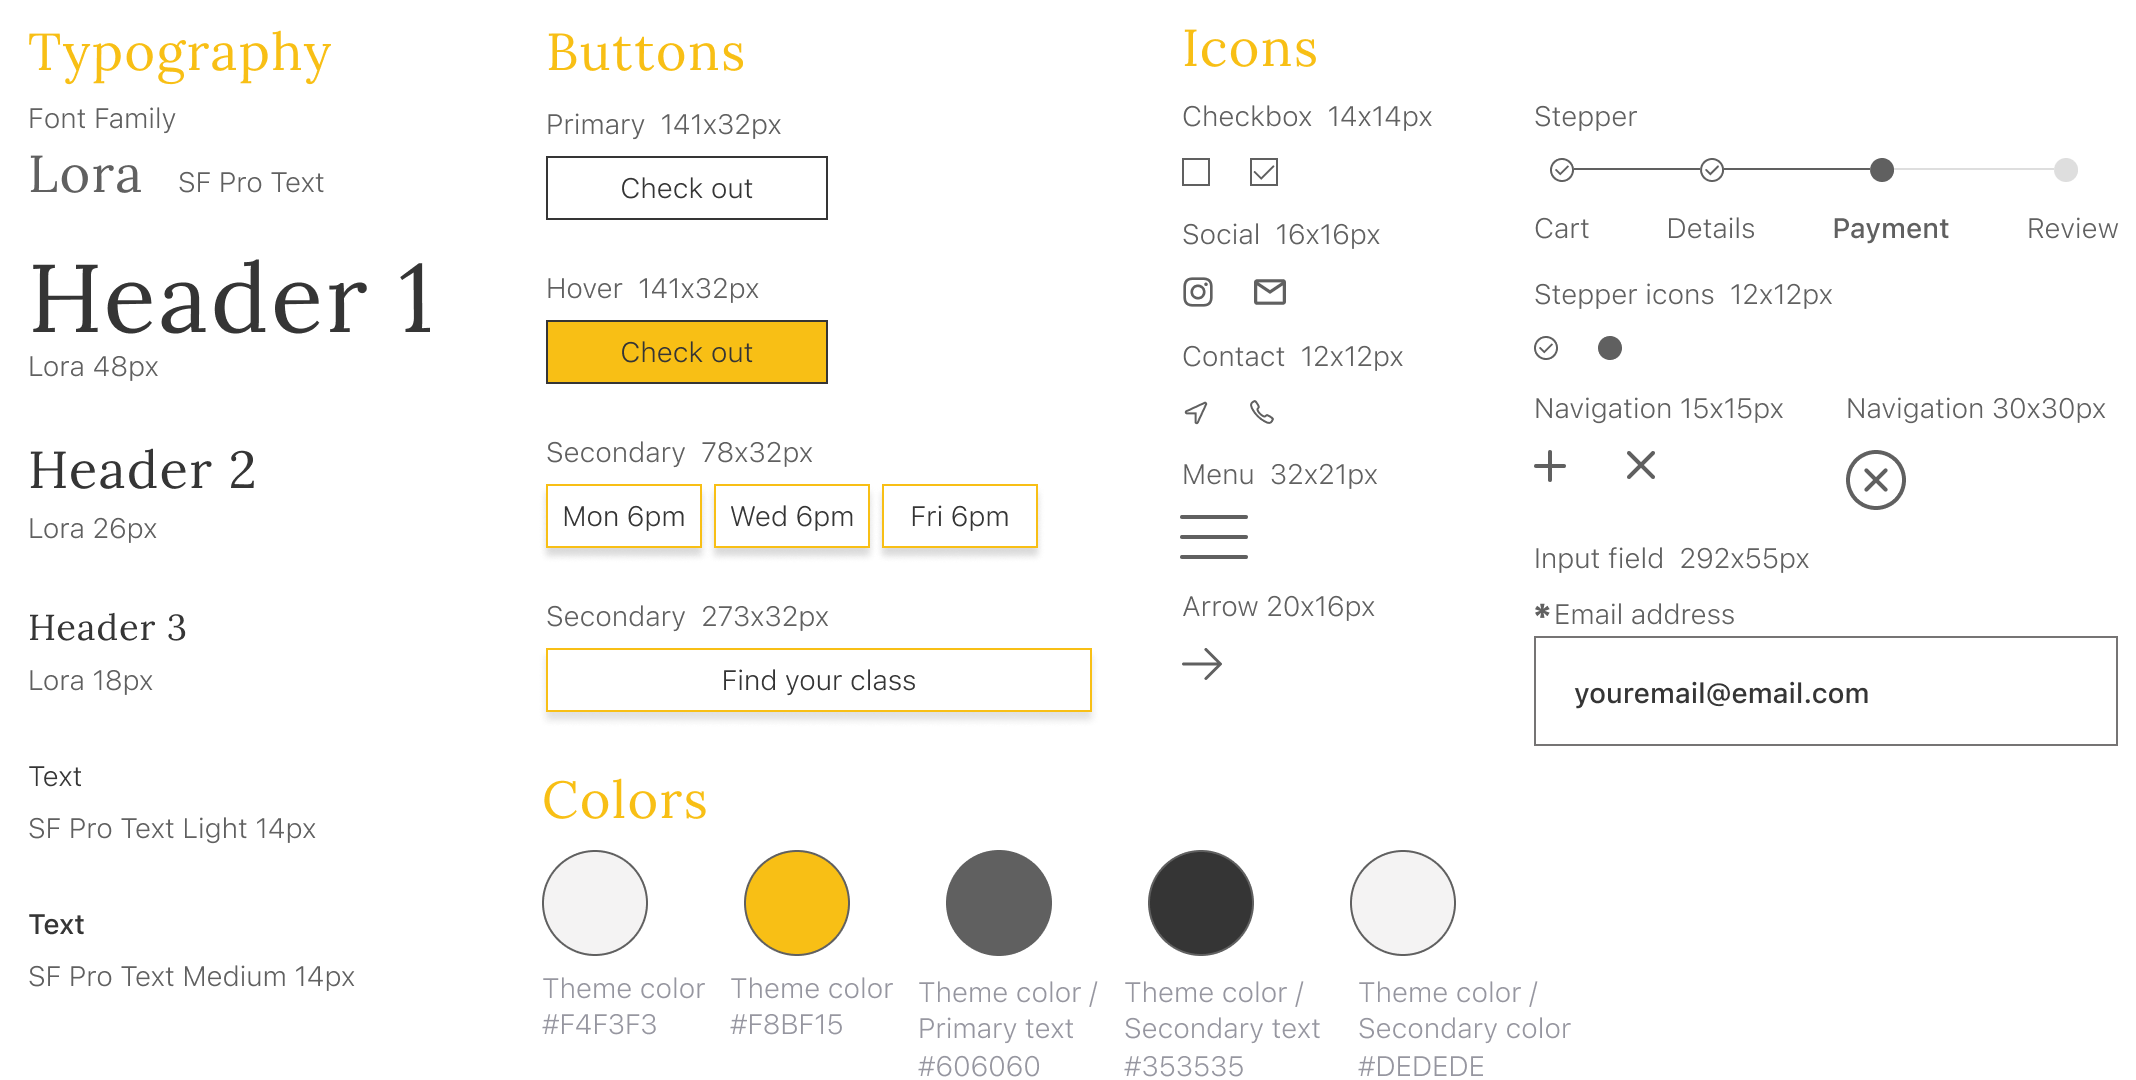 Typography
Font Family
Lora SF Pro Text
Header 1
Lora 48px
Header 2
Lora 26px
Header 3
Lora 18px
Text
SF Pro Text Light 14px
Text
SF Pro Text Medium 14px
Buttons
Primary 141x32px
Check out
Hover 141x32px
Check out
Secondary 78x32px
Mon 6pm Wed 6pm Fri 6pm
Secondary 273x32px
Find your class
Colors
Theme color
#F4F3F3
Theme color
#F8BF15
Theme color /
Primary text
#606060
Theme color /
Secondary text
#353535
Theme color /
Secondary color
#DEDEDE
Icons
Checkbox 14x14px
Social 16x16px
Contact 12x12px
Menu 32x21px
Arrow 20x16px
Stepper
Cart Details Payment Review
Stepper icons 12x12px
Navigation 15x15px Navigation 30x30px
Input field 292x55px
*Email address
youremail@email.com